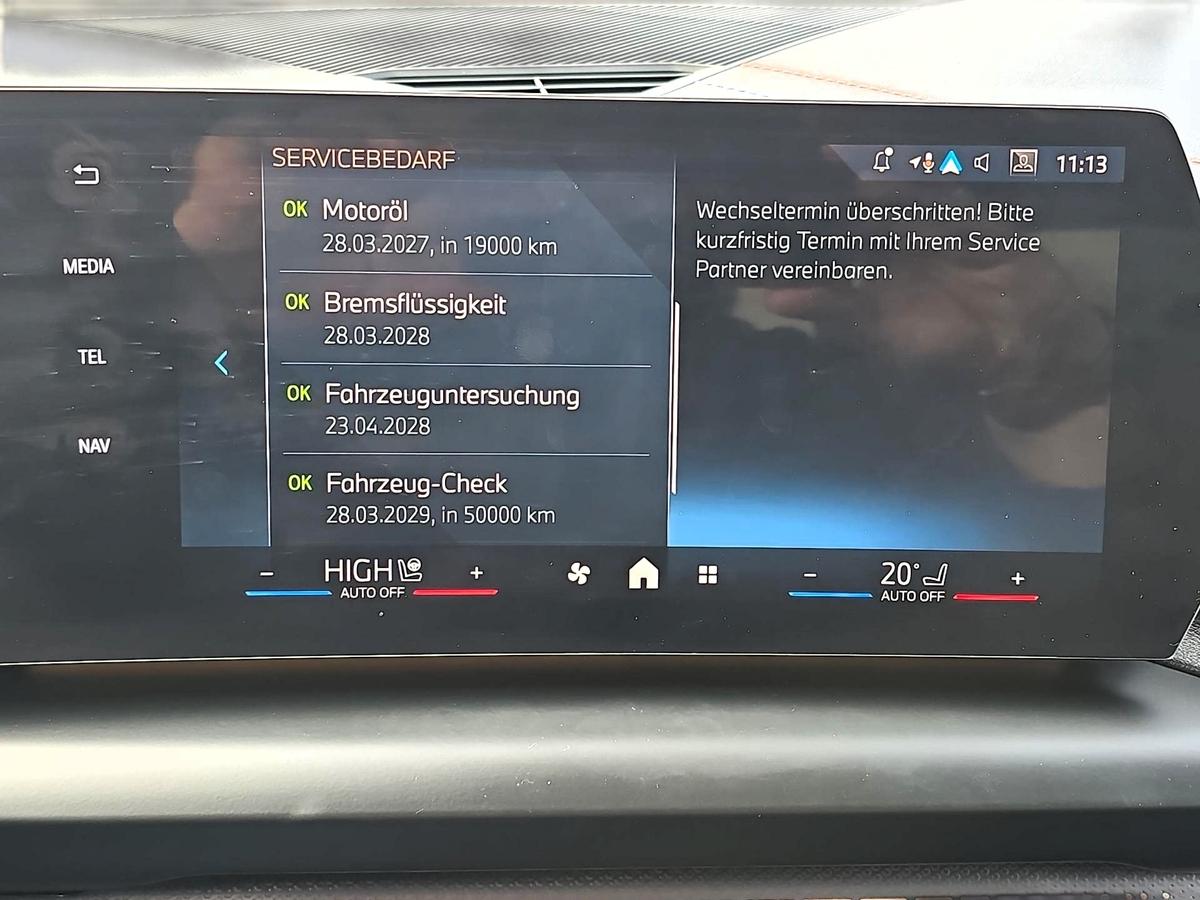 SERVICEBEDARF
OK Motoröl
28.03.2027, in 19000 km
OK Bremsflüssigkeit
28.03.2028
OK Fahrzeuguntersuchung
23.04.2028
OK Fahrzeug-Check
28.03.2029, in 50000 km
11:13
Wechseltermin überschritten! Bitte
kurzfristig Termin mit Ihrem Service
Partner vereinbaren.
MEDIA
TEL
NAV
HIGH
AUTO OFF
20°
AUTO OFF